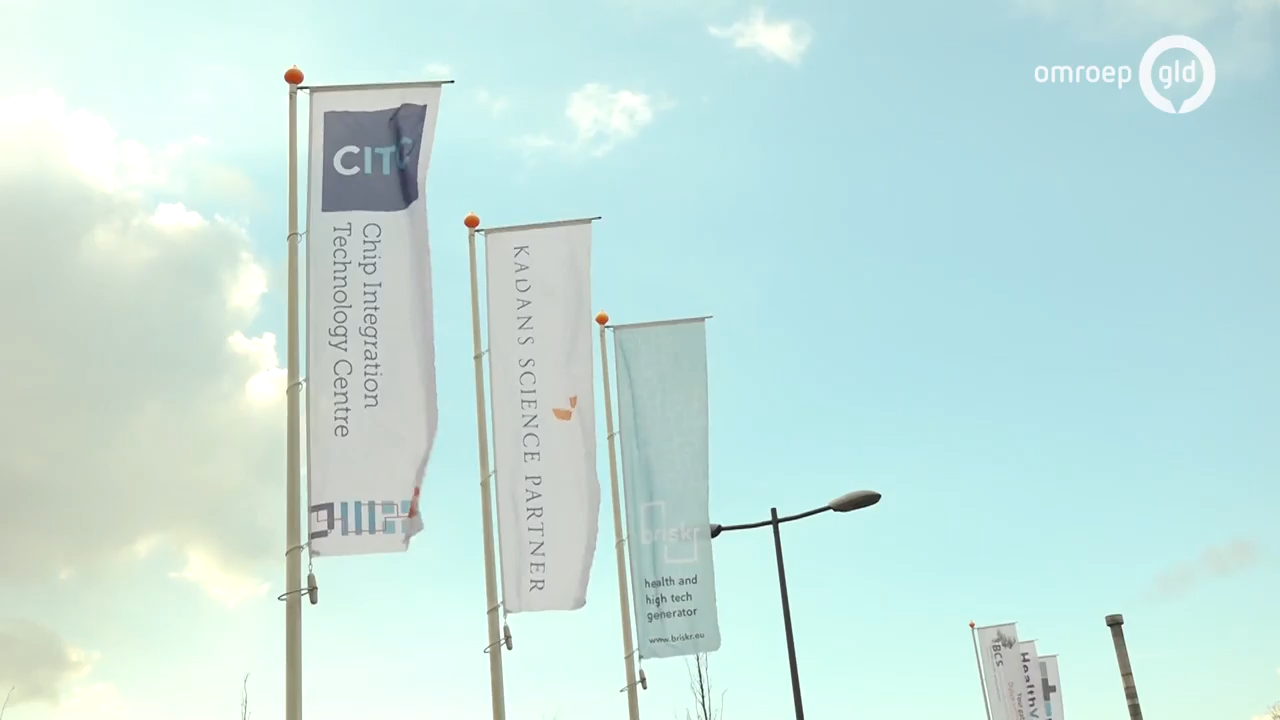 omroep gld
CITC
Chip Integration
Technology Centre
KADANS SCIENCE PARTNER
briskr
health and
high tech
generator
www.briskr.eu
BCS
HealthV